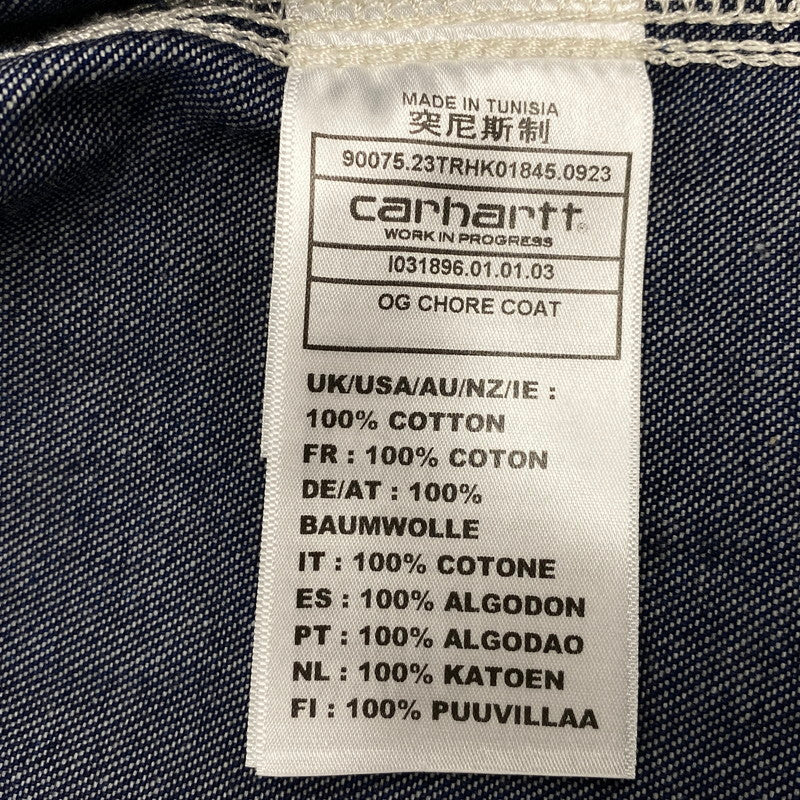 MADE IN TUNISIA
突尼斯制
90075.23TRHK01845.0923
carhartt
WORK IN PROGRESS
I031896.01.01.03
OG CHORE COAT
UK/USA/AU/NZ/IE :
100% COTTON
FR : 100% COTON
DE/AT : 100%
BAUMWOLLE
IT : 100% COTONE
ES : 100% ALGODON
PT : 100% ALGODAO
NL : 100% KATOEN
FI : 100% PUUVILLAA